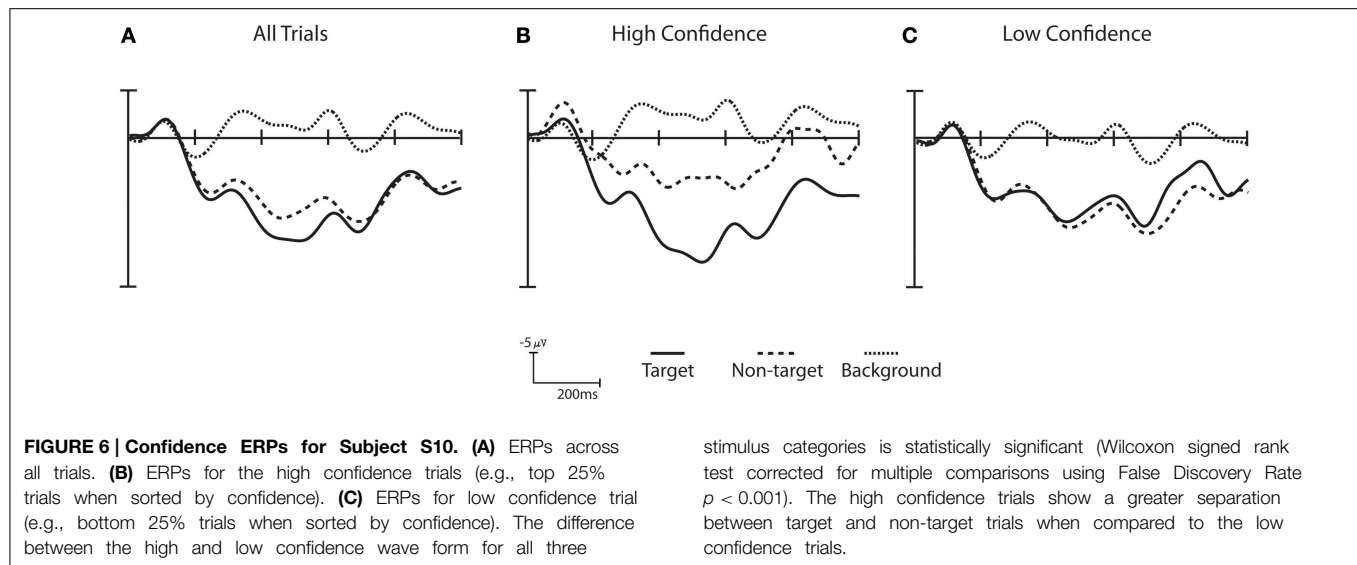 A All Trials
B High Confidence
C Low Confidence
-5 μV
200ms
Target Non-target Background
FIGURE 6 | Confidence ERPs for Subject S10. (A) ERPs across
all trials. (B) ERPs for the high confidence trials (e.g., top 25%
trials when sorted by confidence). (C) ERPs for low confidence trial
(e.g., bottom 25% trials when sorted by confidence). The difference
between the high and low confidence wave form for all three
stimulus categories is statistically significant (Wilcoxon signed rank
test corrected for multiple comparisons using False Discovery Rate
p < 0.001). The high confidence trials show a greater separation
between target and non-target trials when compared to the low
confidence trials.